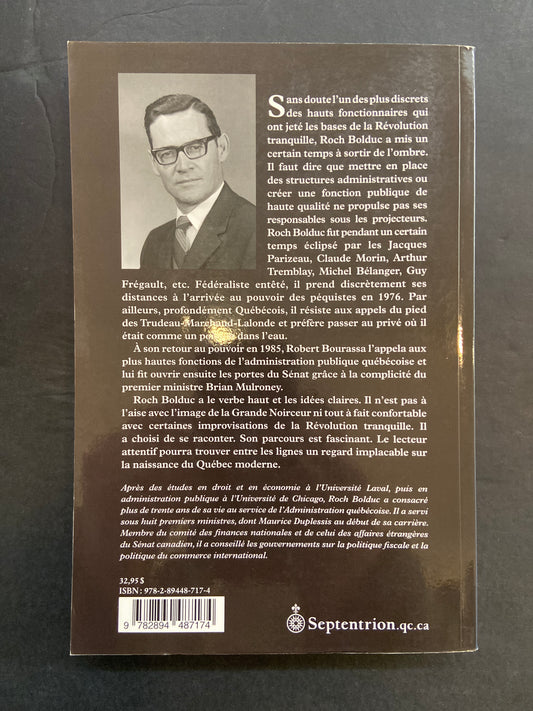 Sans doute l'un des plus discrets
des hauts fonctionnaires qui
ont jeté les bases de la Révolution
tranquille, Roch Bolduc a mis un
certain temps à sortir de l'ombre.
Il faut dire que mettre en place
des structures administratives ou
créer une fonction publique de
haute qualité ne propulse pas ses
responsables sous les projecteurs.
Roch Bolduc fut pendant un certain
temps éclipsé par les Jacques
Parizeau, Claude Morin, Arthur
Tremblay, Michel Bélanger, Guy
Frégault, etc. Fédéraliste entêté, il prend discrètement ses
distances à l'arrivée au pouvoir des péquistes en 1976. Par
ailleurs, profondément Québécois, il résiste aux appels du pied
des Trudeau-Marchand-Lalonde et préfère passer au privé où il
était comme un poisson dans l'eau.
À son retour au pouvoir en 1985, Robert Bourassa l'appela aux
plus hautes fonctions de l'administration publique québécoise et
lui fit ouvrir ensuite les portes du Sénat grâce à la complicité du
premier ministre Brian Mulroney.
Roch Bolduc a le verbe haut et les idées claires. Il n'est pas à
l'aise avec l'image de la Grande Noirceur ni tout à fait confortable
avec certaines improvisations de la Révolution tranquille. Il
a choisi de se raconter. Son parcours est fascinant. Le lecteur
attentif pourra trouver entre les lignes un regard implacable sur
la naissance du Québec moderne.
Après des études en droit et en économie à l'Université Laval, puis en
administration publique à l'Université de Chicago, Roch Bolduc a consacré
plus de trente ans de sa vie au service de l'Administration québécoise. Il a servi
sous huit premiers ministres, dont Maurice Duplessis au début de sa carrière.
Membre du comité des finances nationales et de celui des affaires étrangères
du Sénat canadien, il a conseillé les gouvernements sur la politique fiscale et la
politique du commerce international.
32,95 $
ISBN : 978-2-89448-717-4
9 782894 487174
Septentrion.qc.ca